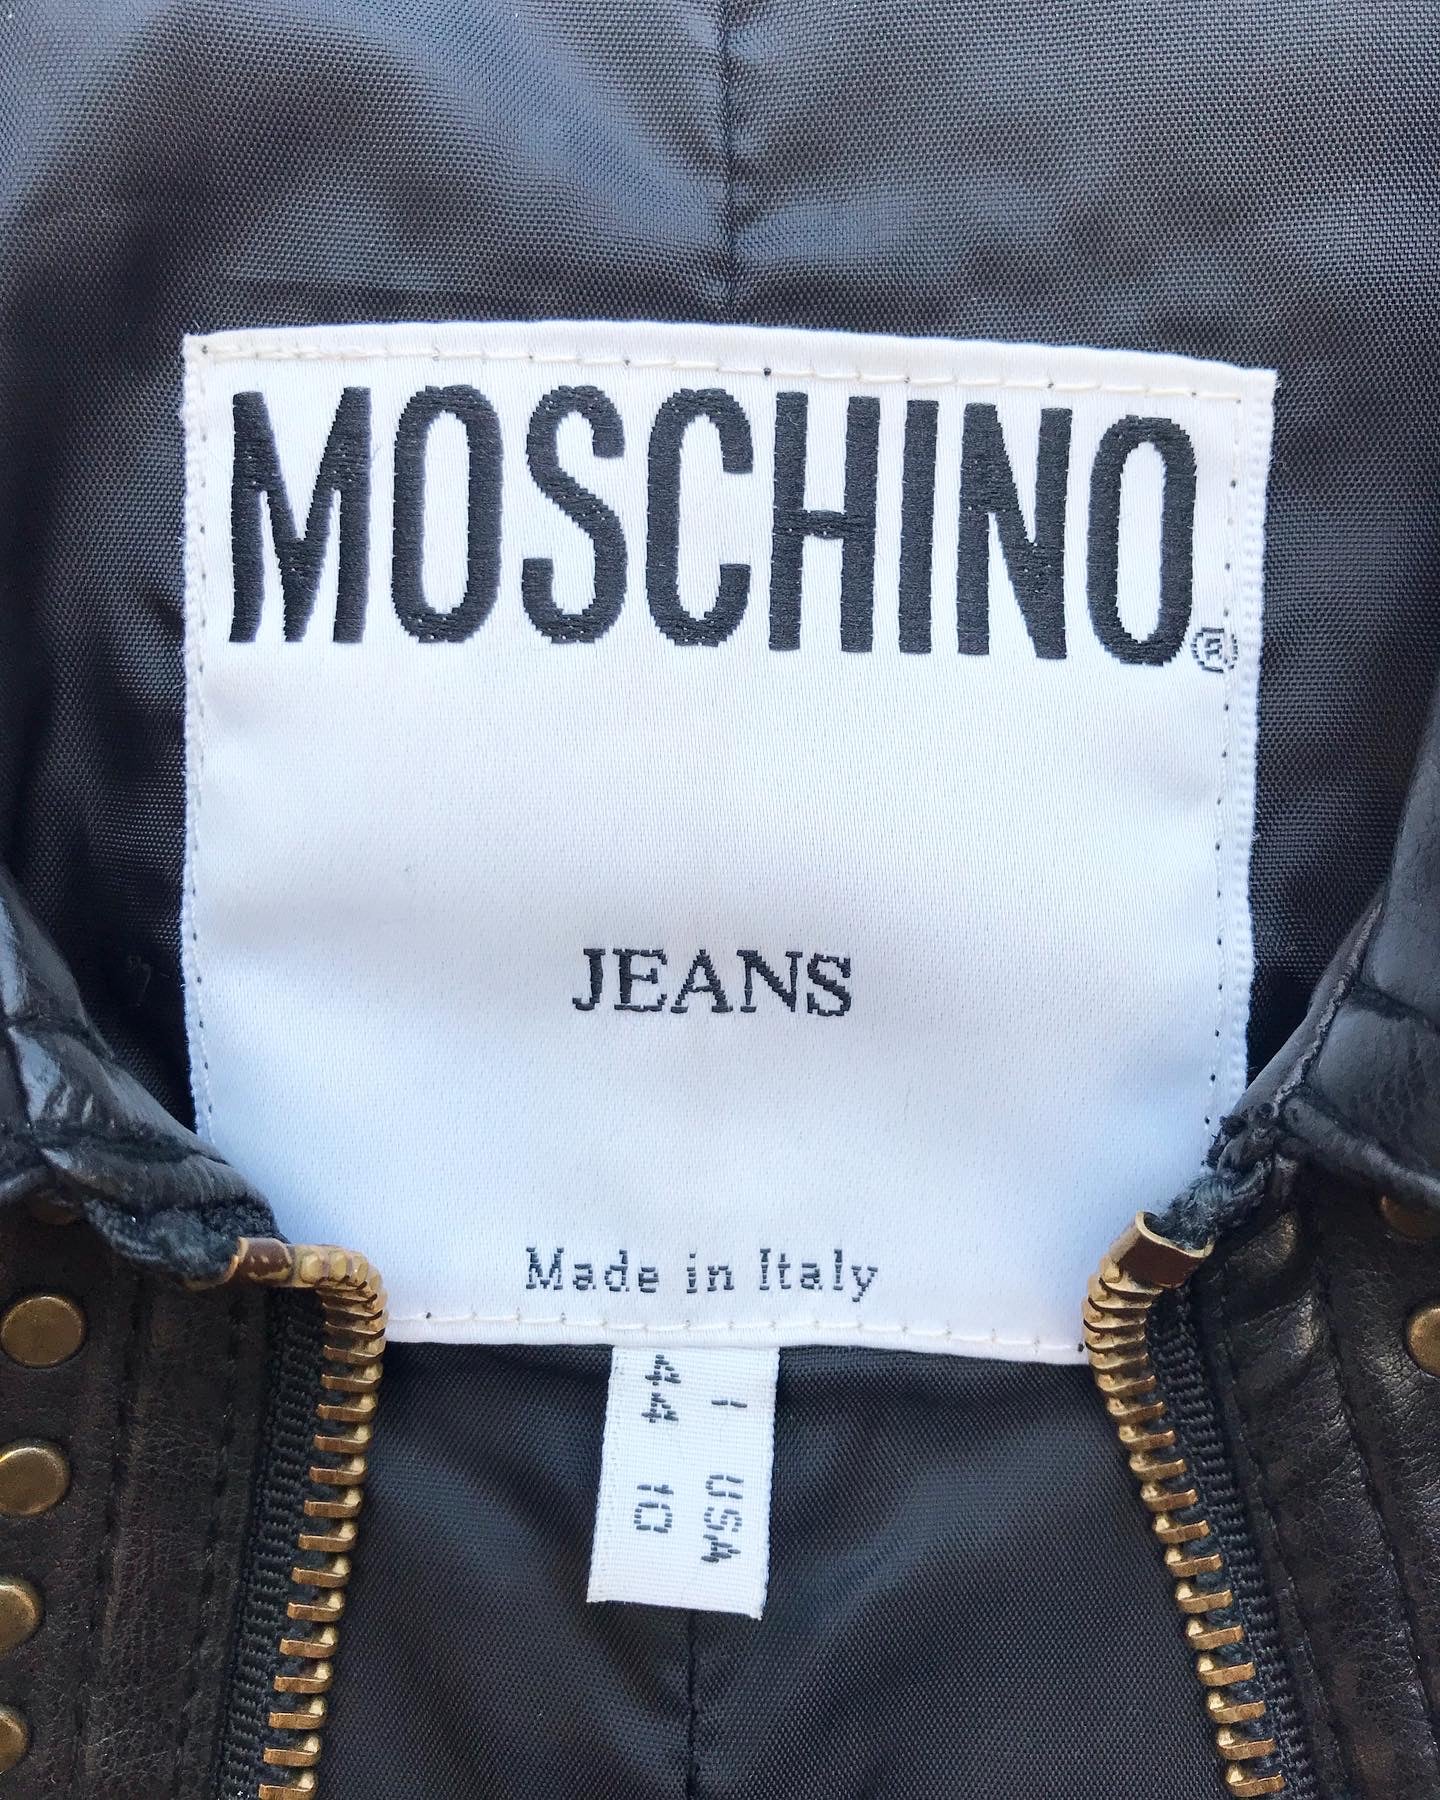 MOSCHINO®
JEANS
Made in Italy
I 44
USA 10